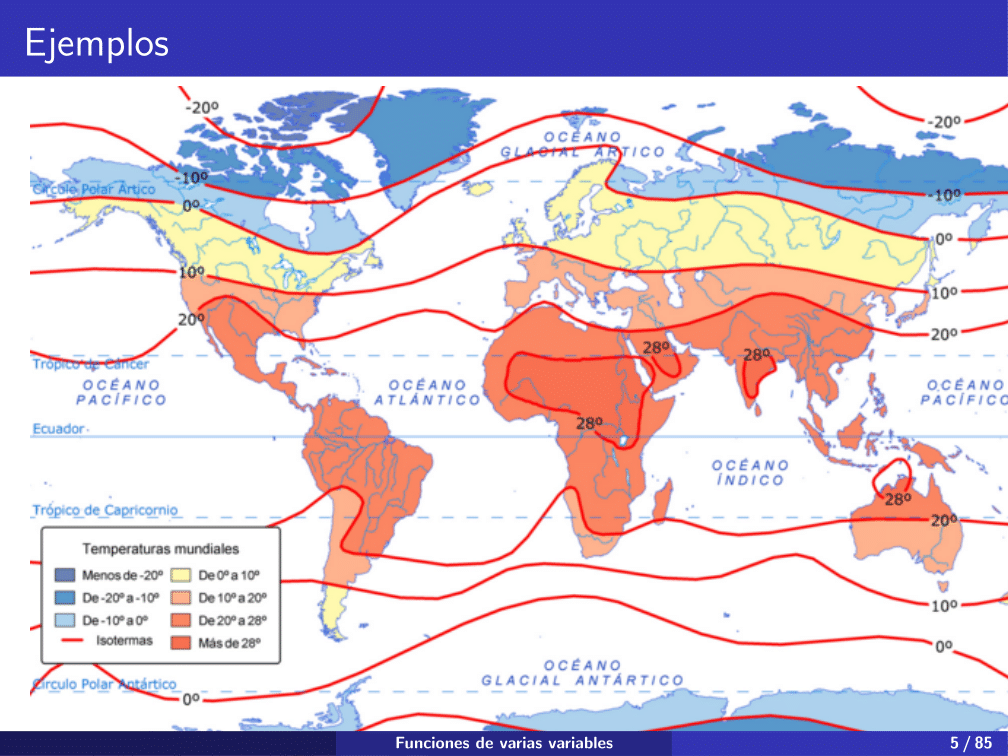 Ejemplos
-20º
-20º
OCÉANO
GLACIAL ÁRTICO
-10º
Círculo Polar Ártico
-10º
0º
0º
10º
10º
20º
20º
28º
28º
Trópico de Cáncer
OCÉANO
PACÍFICO
OCÉANO
ATLÁNTICO
OCÉANO
PACÍFICO
28º
Ecuador
OCÉANO
ÍNDICO
28º
Trópico de Capricornio
20º
Temperaturas mundiales
Menos de -20º
De 0º a 10º
De -20º a -10º
De 10º a 20º
De -10º a 0º
De 20º a 28º
Isotermas
Más de 28º
10º
0º
OCÉANO
GLACIAL ANTÁRTICO
Círculo Polar Antártico
0º
Funciones de varias variables
5 / 85